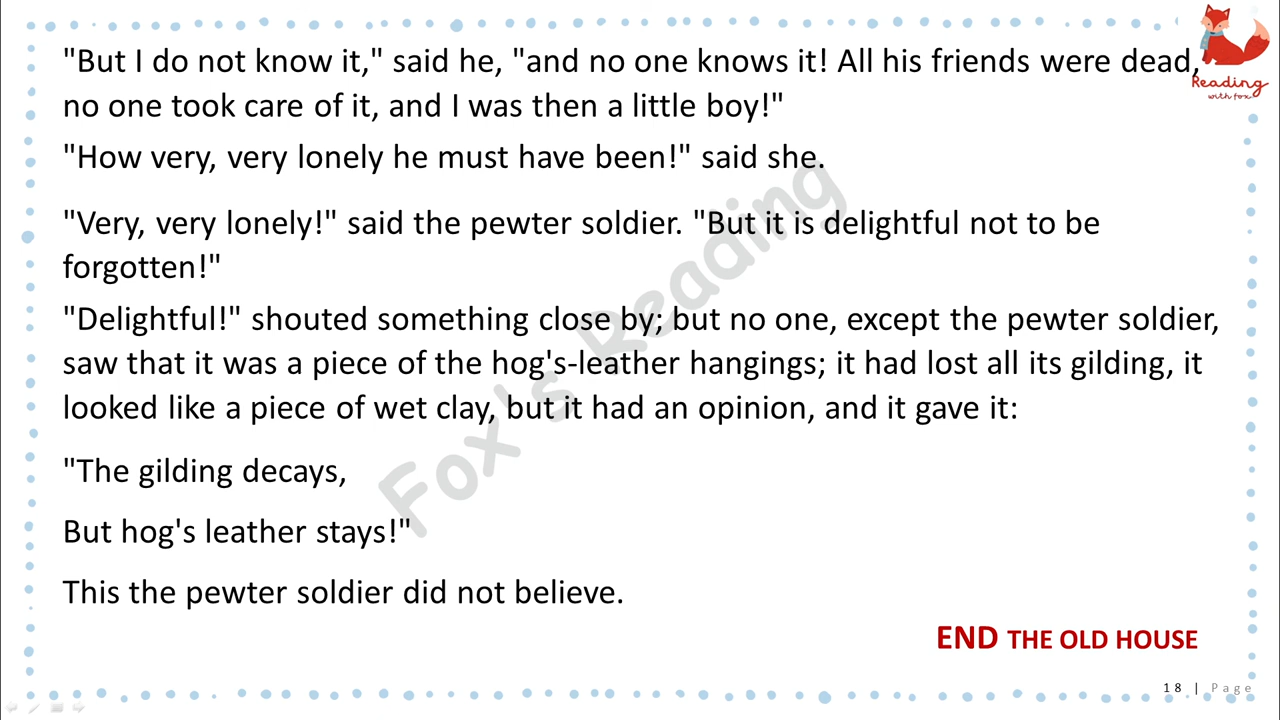 "But I do not know it," said he, "and no one knows it! All his friends were dead,
no one took care of it, and I was then a little boy!"
"How very, very lonely he must have been!" said she.
"Very, very lonely!" said the pewter soldier. "But it is delightful not to be
forgotten!"
"Delightful!" shouted something close by; but no one, except the pewter soldier,
saw that it was a piece of the hog's-leather hangings; it had lost all its gilding, it
looked like a piece of wet clay, but it had an opinion, and it gave it:
"The gilding decays,
But hog's leather stays!"
This the pewter soldier did not believe.
END THE OLD HOUSE
18 | Page
Reading
with fox
Fox's Reading